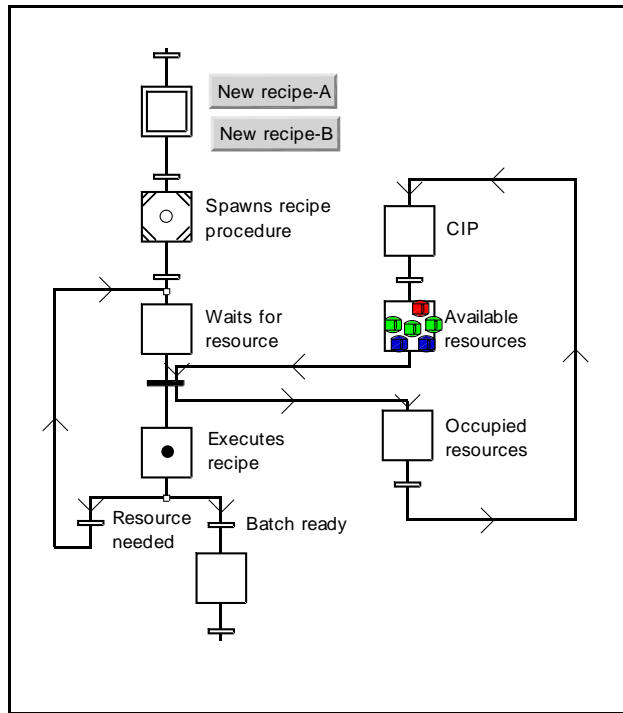 New recipe-A
New recipe-B
Spawns recipe
procedure
CIP
Waits for
resource
Available
resources
Executes
recipe
Occupied
resources
Resource
needed
Batch ready